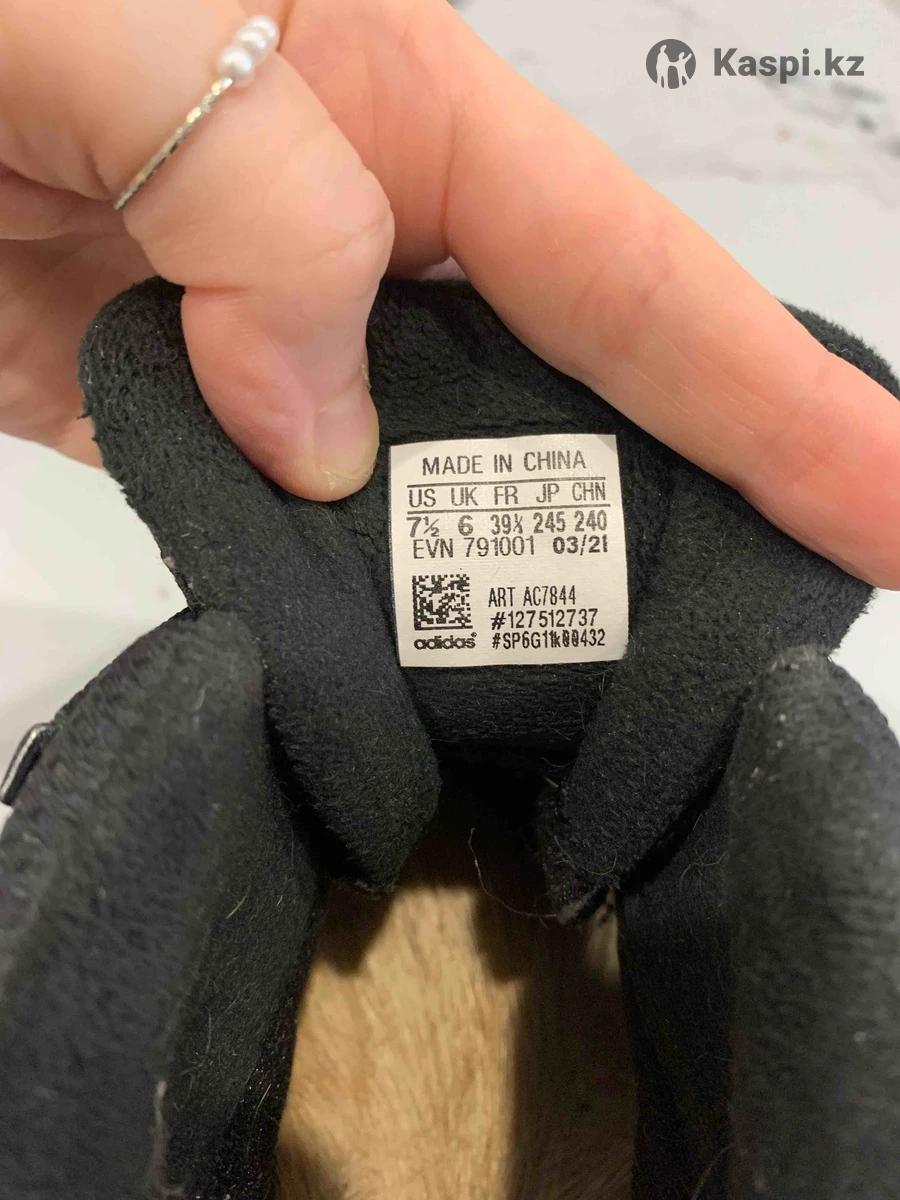 Kaspi.kz
MADE IN CHINA
US UK FR JP CHN
7½ 6 39⅓ 245 240
EVN 791001 03/21
ART AC7844
#127512737
adidas